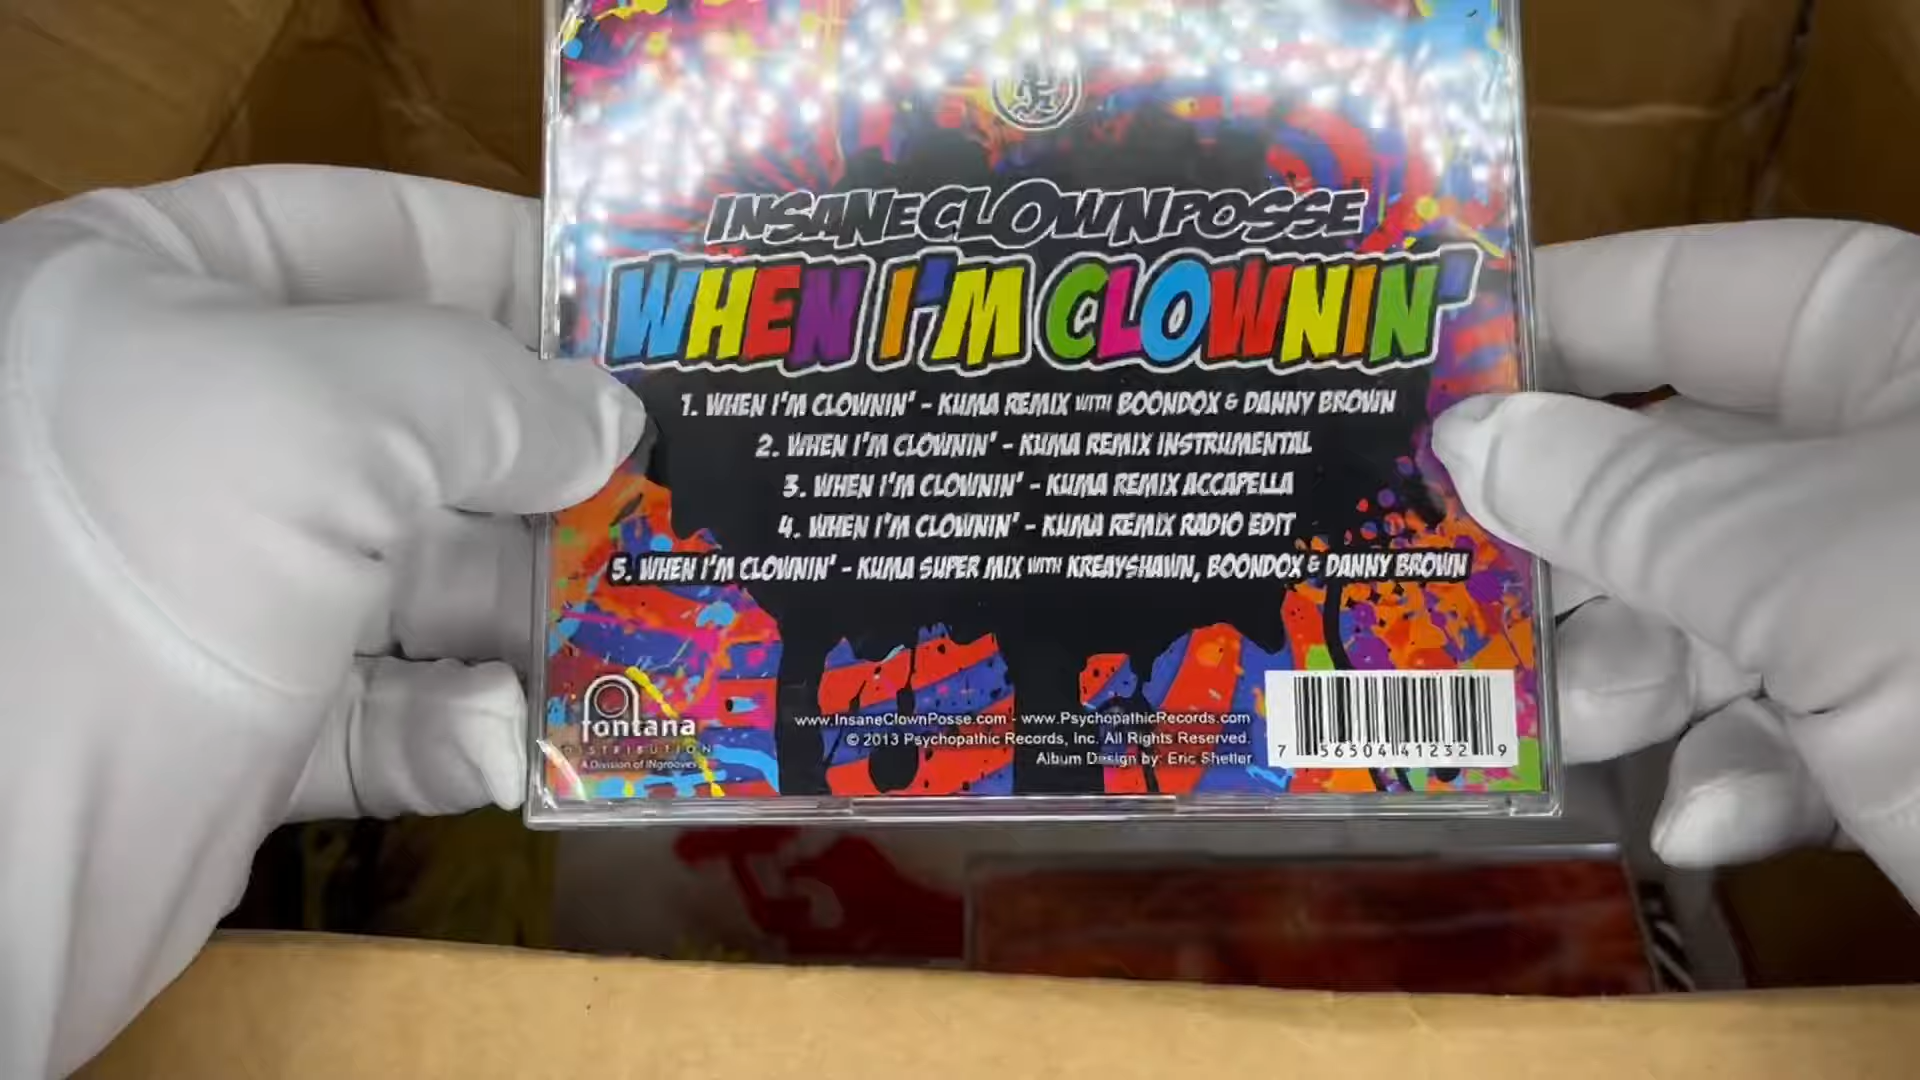 INSANE CLOWN POSSE
WHEN I'M CLOWNIN'
1. WHEN I'M CLOWNIN' - KUMA REMIX WITH BOONDOX & DANNY BROWN
2. WHEN I'M CLOWNIN' - KUMA REMIX INSTRUMENTAL
3. WHEN I'M CLOWNIN' - KUMA REMIX ACCAPELLA
4. WHEN I'M CLOWNIN' - KUMA REMIX RADIO EDIT
5. WHEN I'M CLOWNIN' - KUMA SUPER MIX WITH KREAYSHAWN, BOONDOX & DANNY BROWN
fontana
DISTRIBUTION
A Division of INgrooves
www.InsaneClownPosse.com - www.PsychopathicRecords.com
© 2013 Psychopathic Records, Inc. All Rights Reserved.
Album Design by: Eric Shetler
7 56504 41232 9